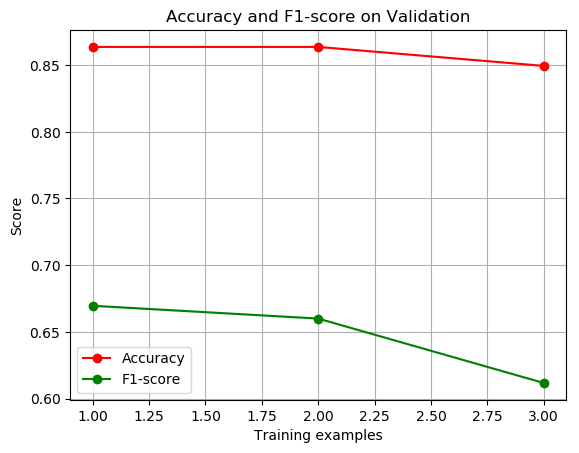 Accuracy and F1-score on Validation
0.85
0.80
0.75
0.70
0.65
0.60
Score
Accuracy
F1-score
1.00 1.25 1.50 1.75 2.00 2.25 2.50 2.75 3.00
Training examples